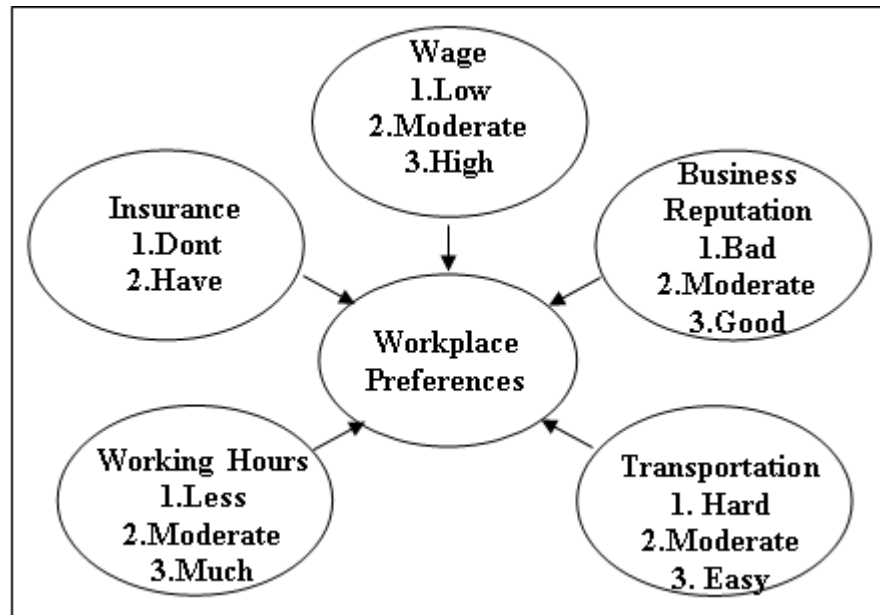 Wage
1.Low
2.Moderate
3.High
Insurance
1.Dont
2.Have
Business
Reputation
1.Bad
2.Moderate
3.Good
Workplace
Preferences
Working Hours
1.Less
2.Moderate
3.Much
Transportation
1. Hard
2.Moderate
3. Easy